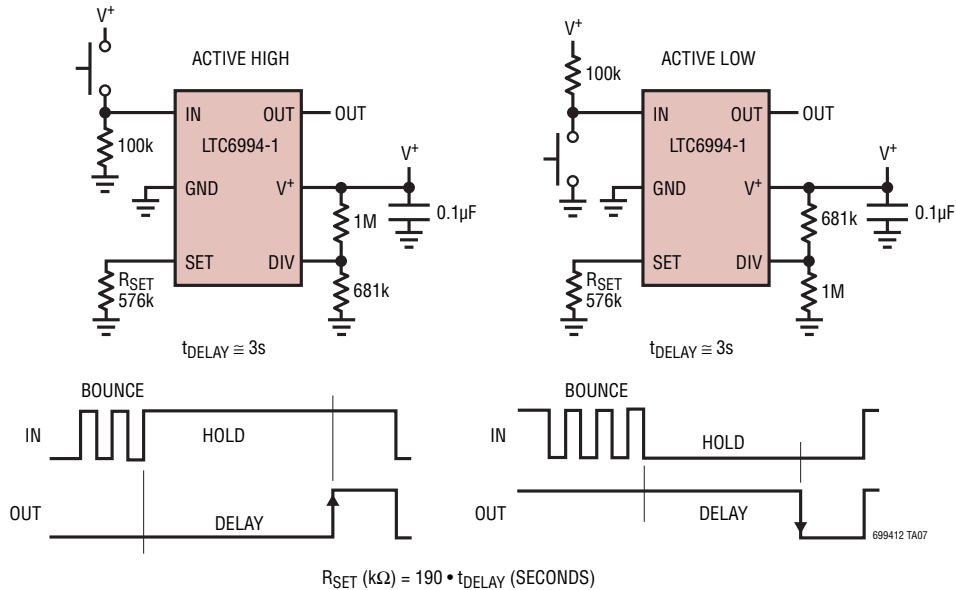 V+
ACTIVE HIGH
IN
OUT
OUT
LTC6994-1
100k
GND
V+
V+
0.1µF
1M
SET
DIV
RSET
576k
681k
tDELAY ≅ 3s
V+
100k
ACTIVE LOW
IN
OUT
OUT
LTC6994-1
GND
V+
V+
0.1µF
681k
SET
DIV
RSET
576k
1M
tDELAY ≅ 3s
BOUNCE
IN
HOLD
OUT
DELAY
BOUNCE
IN
HOLD
OUT
DELAY
699412 TA07
RSET (kΩ) = 190 • tDELAY (SECONDS)